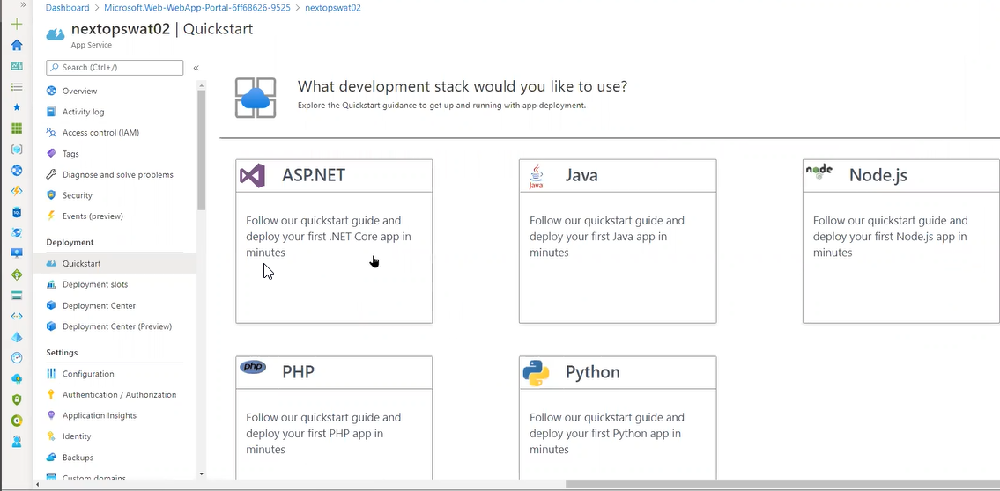 Dashboard > Microsoft.Web-WebApp-Portal-6ff68626-9525 > nextopswat02
nextopswat02 | Quickstart
App Service
Search (Ctrl+/)
Overview
Activity log
Access control (IAM)
Tags
Diagnose and solve problems
Security
Events (preview)
Deployment
Quickstart
Deployment slots
Deployment Center
Deployment Center (Preview)
Settings
Configuration
Authentication / Authorization
Application Insights
Identity
Backups
Custom domains
What development stack would you like to use?
Explore the Quickstart guidance to get up and running with app deployment.
ASP.NET
Follow our quickstart guide and
deploy your first .NET Core app in
minutes
Java
Java
Follow our quickstart guide and
deploy your first Java app in
minutes
node
Node.js
Follow our quickstart guide and
deploy your first Node.js app in
minutes
php
PHP
Follow our quickstart guide and
deploy your first PHP app in
minutes
Python
Follow our quickstart guide and
deploy your first Python app in
minutes